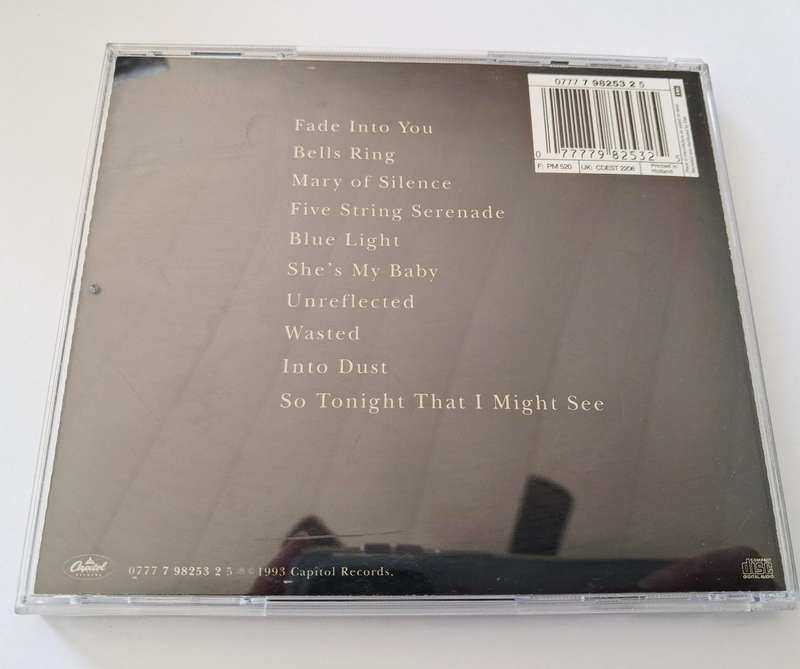 0777 7 98253 2 5
0 77779 82532 5
F: PM 520
UK: CDEST 2206
Printed in
Holland
Fade Into You
Bells Ring
Mary of Silence
Five String Serenade
Blue Light
She's My Baby
Unreflected
Wasted
Into Dust
So Tonight That I Might See
Capitol
RECORDS
0777 7 98253 2 5 ℗©1993 Capitol Records.
COMPACT
disc
DIGITAL AUDIO